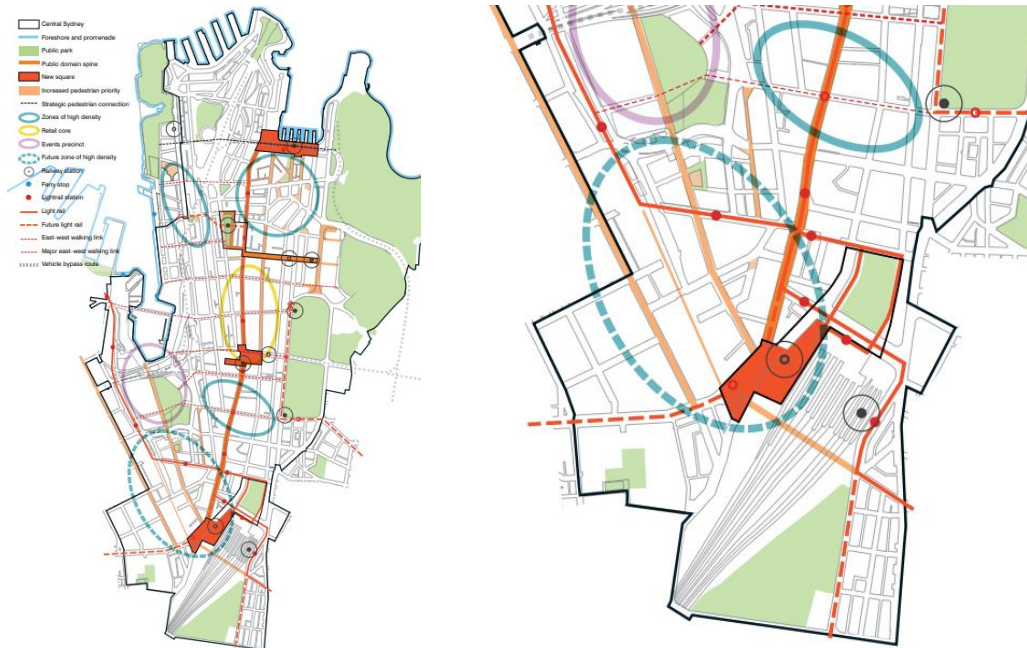 Central Sydney
Foreshore and promenade
Public park
Public domain spine
New square
Increased pedestrian priority
Strategic pedestrian connection
Zones of high density
Retail core
Events precinct
Future zone of high density
Railway station
Ferry stop
Lightrail station
Light rail
Future light rail
East-west walking link
Major east-west walking link
Vehicle bypass route